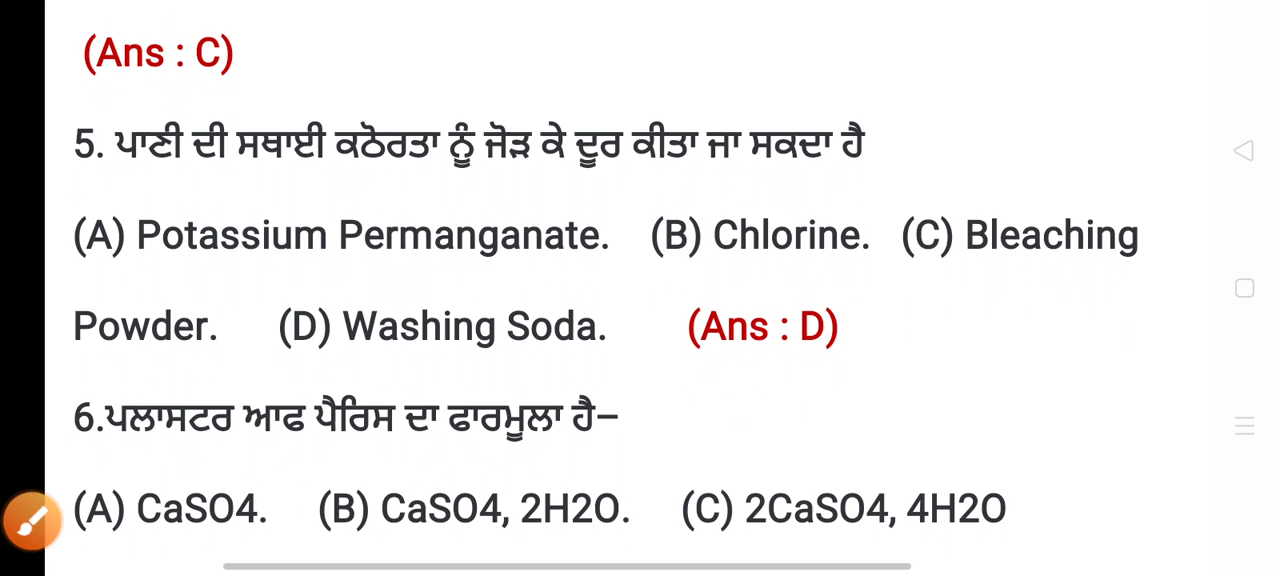 (Ans : C)
5. ਪਾਣੀ ਦੀ ਸਥਾਈ ਕਠੋਰਤਾ ਨੂੰ ਜੋੜ ਕੇ ਦੂਰ ਕੀਤਾ ਜਾ ਸਕਦਾ ਹੈ
(A) Potassium Permanganate. (B) Chlorine. (C) Bleaching
Powder. (D) Washing Soda. (Ans : D)
6.ਪਲਾਸਟਰ ਆਫ ਪੈਰਿਸ ਦਾ ਫਾਰਮੂਲਾ ਹੈ–
(A) CaSO4. (B) CaSO4, 2H2O. (C) 2CaSO4, 4H2O